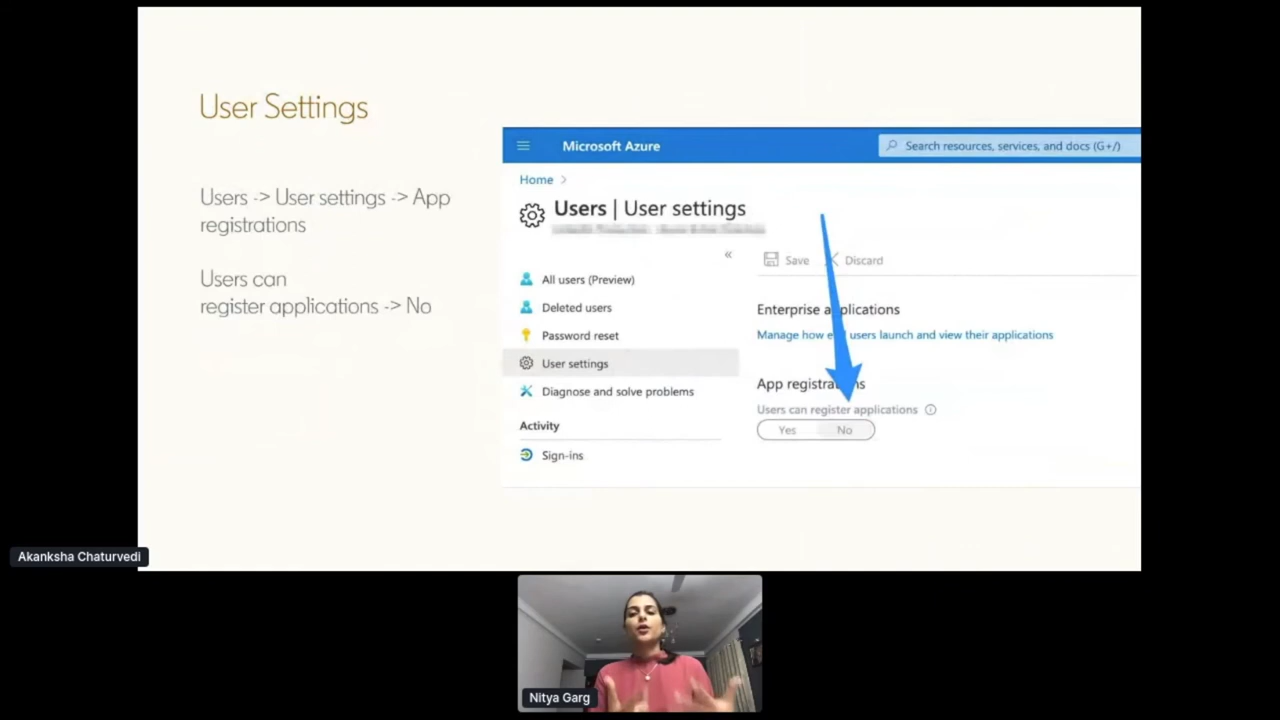 User Settings
Users -> User settings -> App
registrations
Users can
register applications -> No
Microsoft Azure
Search resources, services, and docs (G+/)
Home >
Users | User settings
«
Save
Discard
All users (Preview)
Deleted users
Password reset
User settings
Diagnose and solve problems
Activity
Sign-ins
Enterprise applications
Manage how end users launch and view their applications
App registrations
Users can register applications
Yes No
Akanksha Chaturvedi
Nitya Garg